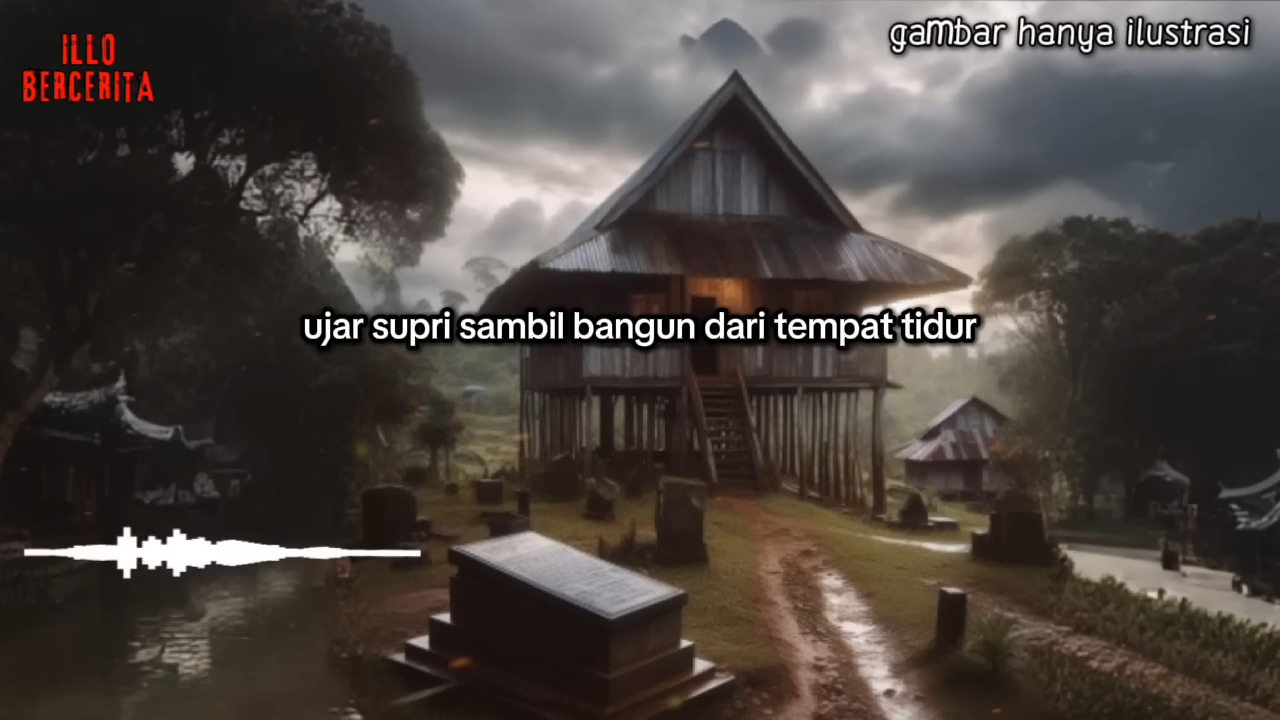 ILLO
BERCERITA
gambar hanya ilustrasi
ujar supri sambil bangun dari tempat tidur